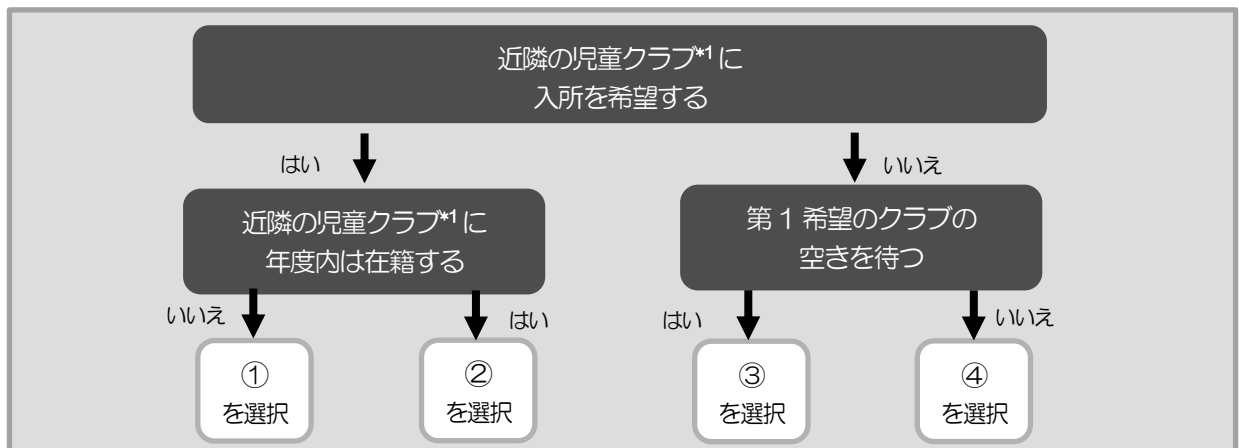 近隣の児童クラブ*1に
入所を希望する
はい
いいえ
近隣の児童クラブ*1に
年度内は在籍する
第1希望のクラブの
空きを待つ
いいえ
はい
はい
いいえ
①
を選択
②
を選択
③
を選択
④
を選択